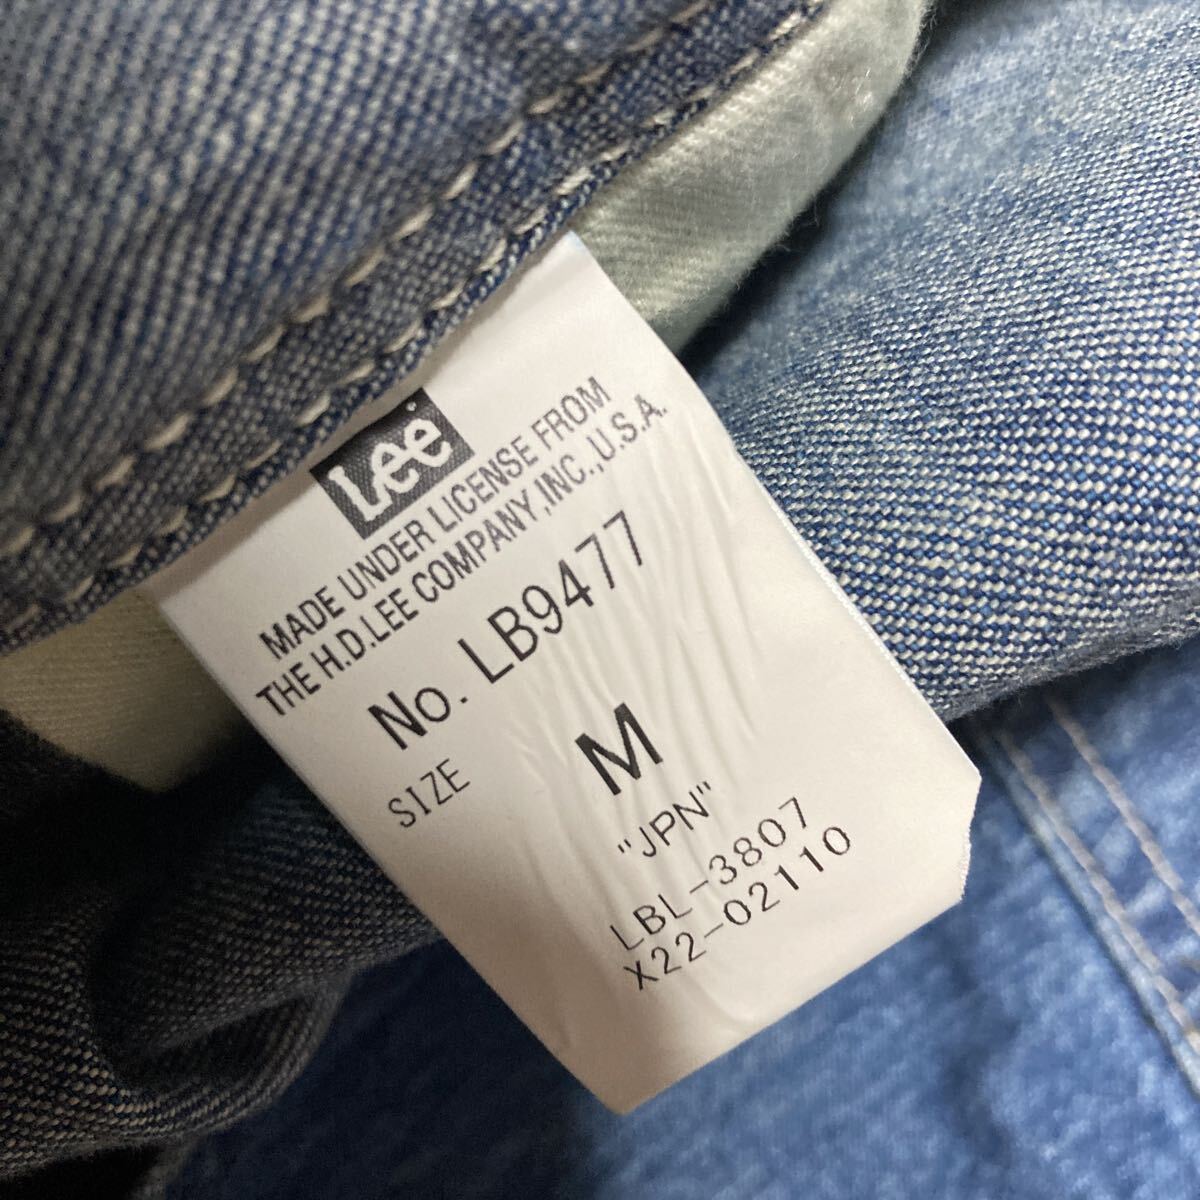 Lee
MADE UNDER LICENSE FROM
THE H.D.LEE COMPANY,INC.,U.S.A.
No. LB9477
SIZE M
"JPN"
LBL-3807
X22-02110